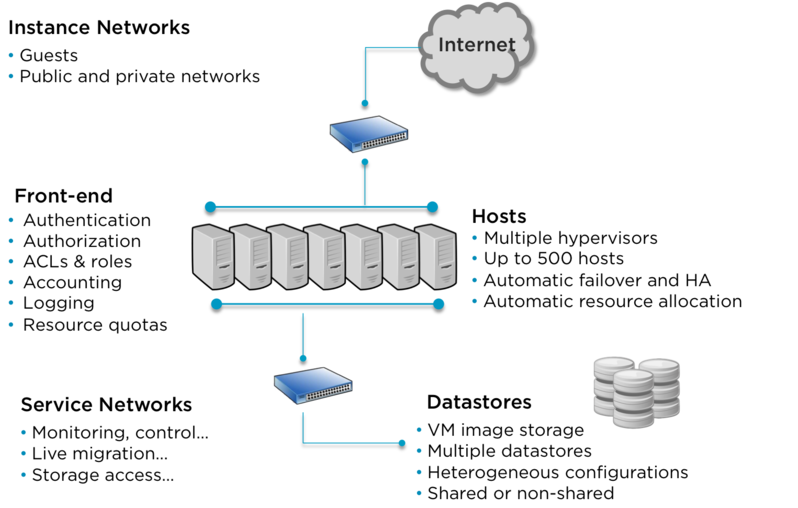 Instance Networks
• Guests
• Public and private networks
Internet
Front-end
• Authentication
• Authorization
• ACLs & roles
• Accounting
• Logging
• Resource quotas
Hosts
• Multiple hypervisors
• Up to 500 hosts
• Automatic failover and HA
• Automatic resource allocation
Service Networks
• Monitoring, control...
• Live migration...
• Storage access...
Datastores
• VM image storage
• Multiple datastores
• Heterogeneous configurations
• Shared or non-shared